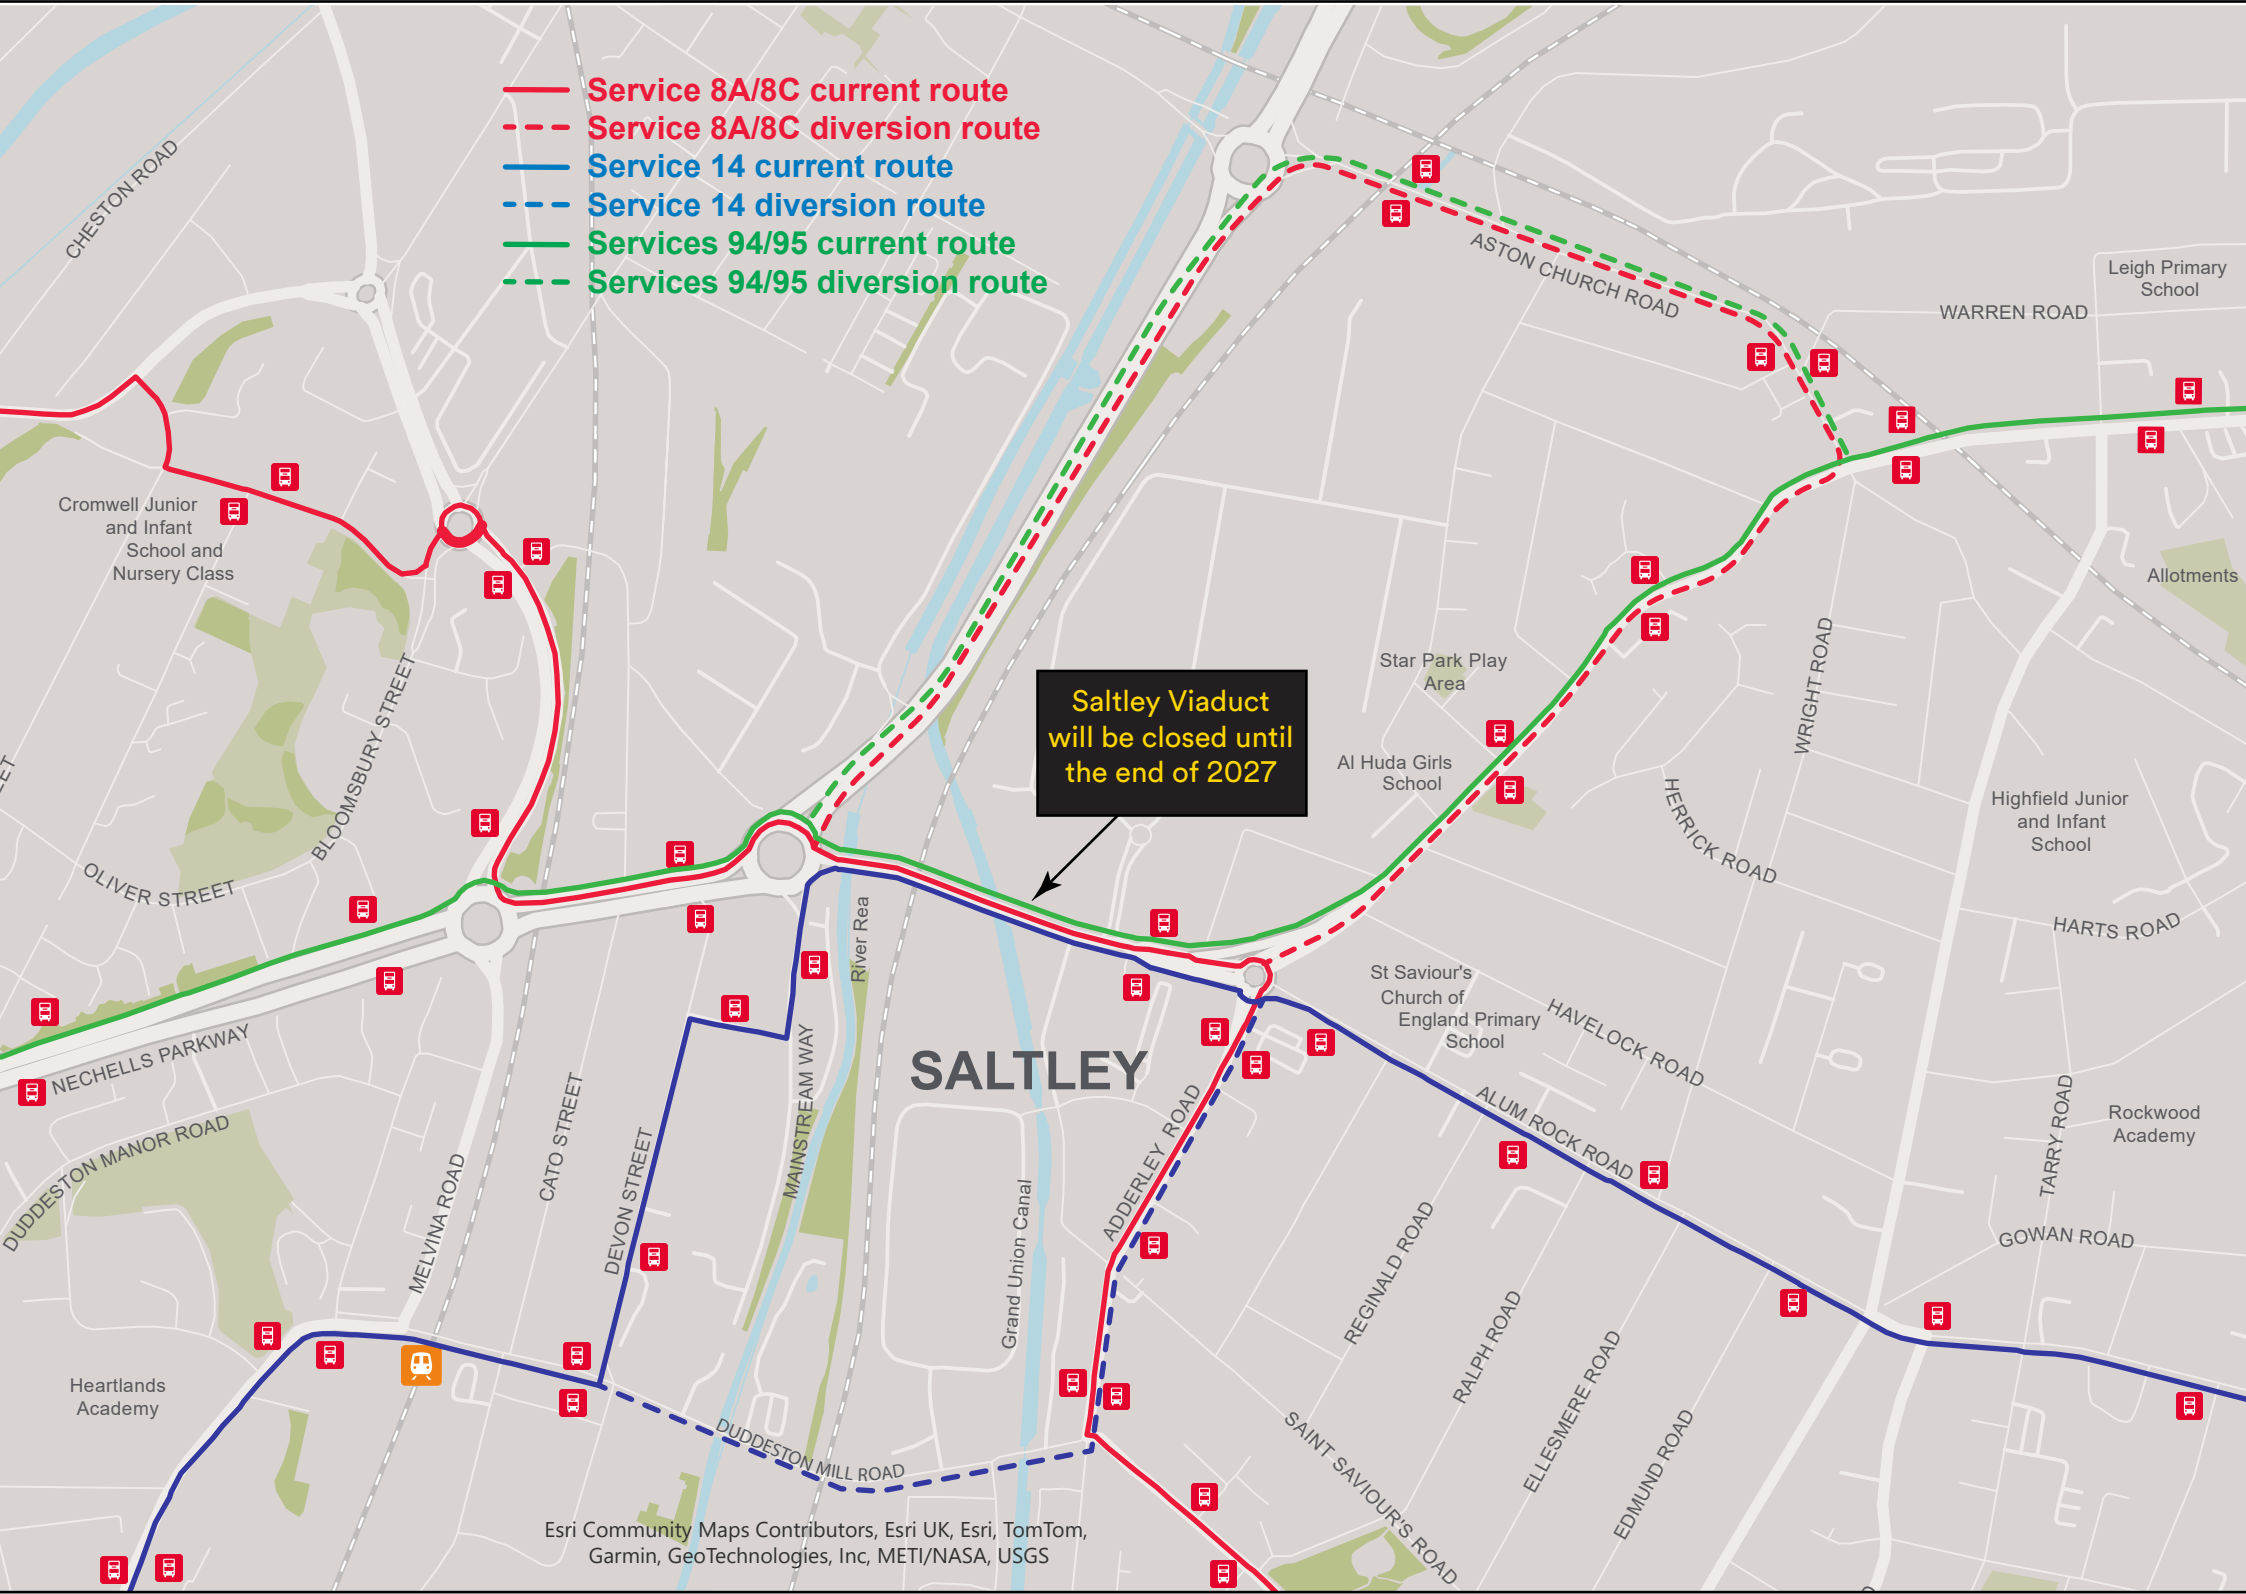 Service 8A/8C current route
Service 8A/8C diversion route
Service 14 current route
Service 14 diversion route
Services 94/95 current route
Services 94/95 diversion route
CHESTON ROAD
ASTON CHURCH ROAD
Leigh Primary
School
WARREN ROAD
Cromwell Junior
and Infant
School and
Nursery Class
Allotments
Star Park Play
Area
WRIGHT ROAD
Saltley Viaduct
will be closed until
the end of 2027
Al Huda Girls
School
BLOOMSBURY STREET
HERRICK ROAD
Highfield Junior
and Infant
School
OLIVER STREET
ET
River Rea
HARTS ROAD
St Saviour's
Church of
England Primary
School
HAVELOCK ROAD
NECHELLS PARKWAY
SALTLEY
MAINSTREAM WAY
ALUM ROCK ROAD
TARRY ROAD
Rockwood
Academy
DUDDESTON MANOR ROAD
CATO STREET
DEVON STREET
ADDERLEY ROAD
MELVINA ROAD
Grand Union Canal
REGINALD ROAD
GOWAN ROAD
RALPH ROAD
ELLESMERE ROAD
Heartlands
Academy
DUDDESTON MILL ROAD
SAINT SAVIOUR'S ROAD
EDMUND ROAD
Esri Community Maps Contributors, Esri UK, Esri, TomTom,
Garmin, GeoTechnologies, Inc, METI/NASA, USGS